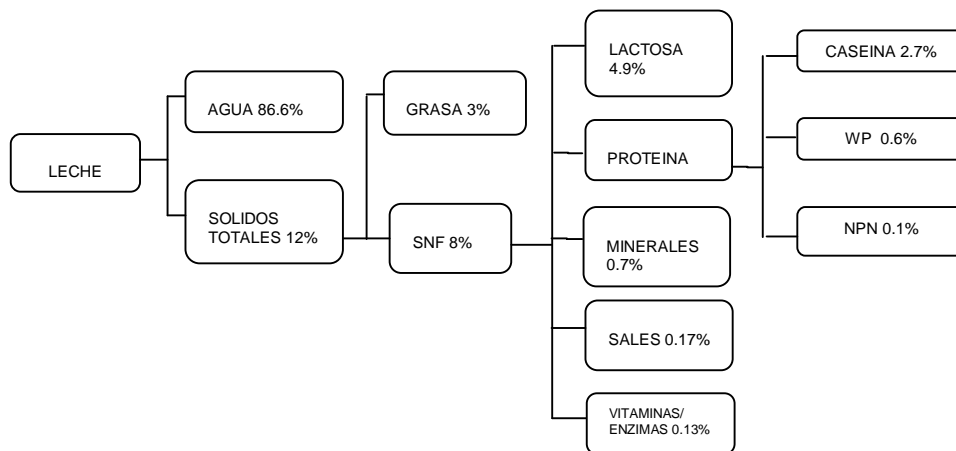 LECHE
AGUA 86.6%
SOLIDOS
TOTALES 12%
GRASA 3%
SNF 8%
LACTOSA
4.9%
PROTEINA
MINERALES
0.7%
SALES 0.17%
VITAMINAS/
ENZIMAS 0.13%
CASEINA 2.7%
WP 0.6%
NPN 0.1%